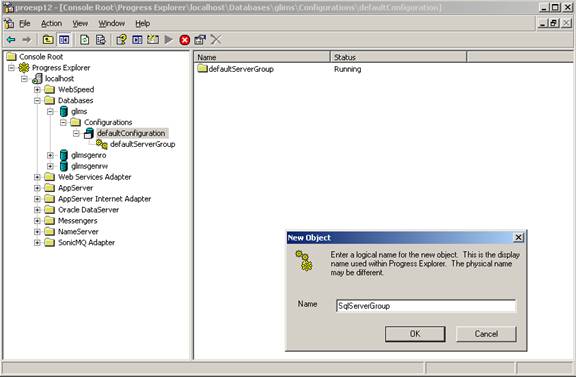 proexp12 - [Console Root\Progress Explorer\localhost\Databases\glims\Configurations\defaultConfiguration]
File Action View Window Help
Console Root
Progress Explorer
localhost
WebSpeed
Databases
glims
Configurations
defaultConfiguration
defaultServerGroup
glimsgenro
glimsgenrw
Web Services Adapter
AppServer
AppServer Internet Adapter
Oracle DataServer
Messengers
NameServer
SonicMQ Adapter
Name Status
defaultServerGroup Running
New Object
Enter a logical name for the new object. This is the display
name used within Progress Explorer. The physical name
may be different.
Name SqlServerGroup
OK Cancel